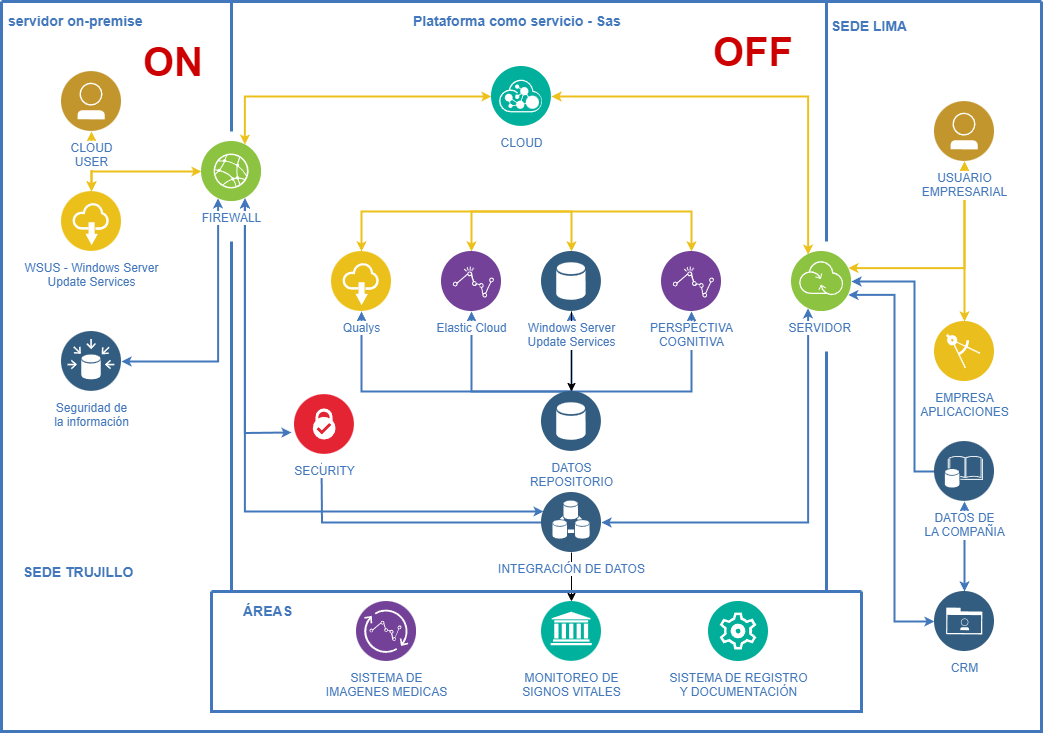 servidor on-premise
ON
CLOUD
USER
WSUS - Windows Server
Update Services
Seguridad de
la información
SEDE TRUJILLO
FIREWALL
Plataforma como servicio - Sas
OFF
CLOUD
Qualys
Elastic Cloud
Windows Server
Update Services
PERSPECTIVA
COGNITIVA
SECURITY
DATOS
REPOSITORIO
INTEGRACIÓN DE DATOS
SERVIDOR
SEDE LIMA
USUARIO
EMPRESARIAL
EMPRESA
APLICACIONES
DATOS DE
LA COMPAÑIA
CRM
ÁREAS
SISTEMA DE
IMAGENES MEDICAS
MONITOREO DE
SIGNOS VITALES
SISTEMA DE REGISTRO
Y DOCUMENTACIÓN